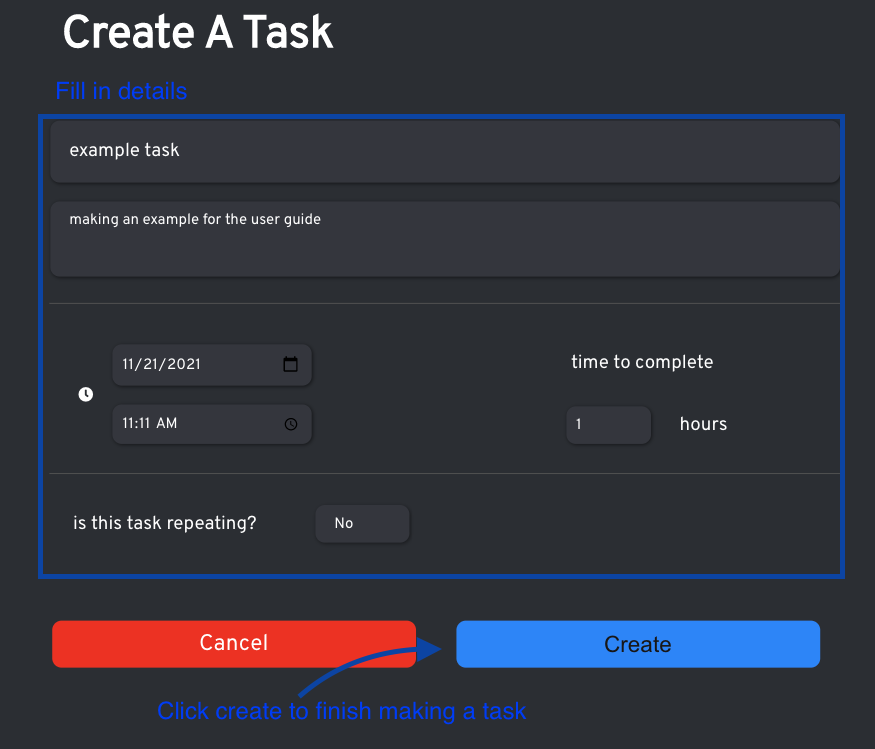 Create A Task
Fill in details
example task
making an example for the user guide
11/21/2021
time to complete
11:11 AM
1 hours
is this task repeating? No
Cancel
Create
Click create to finish making a task